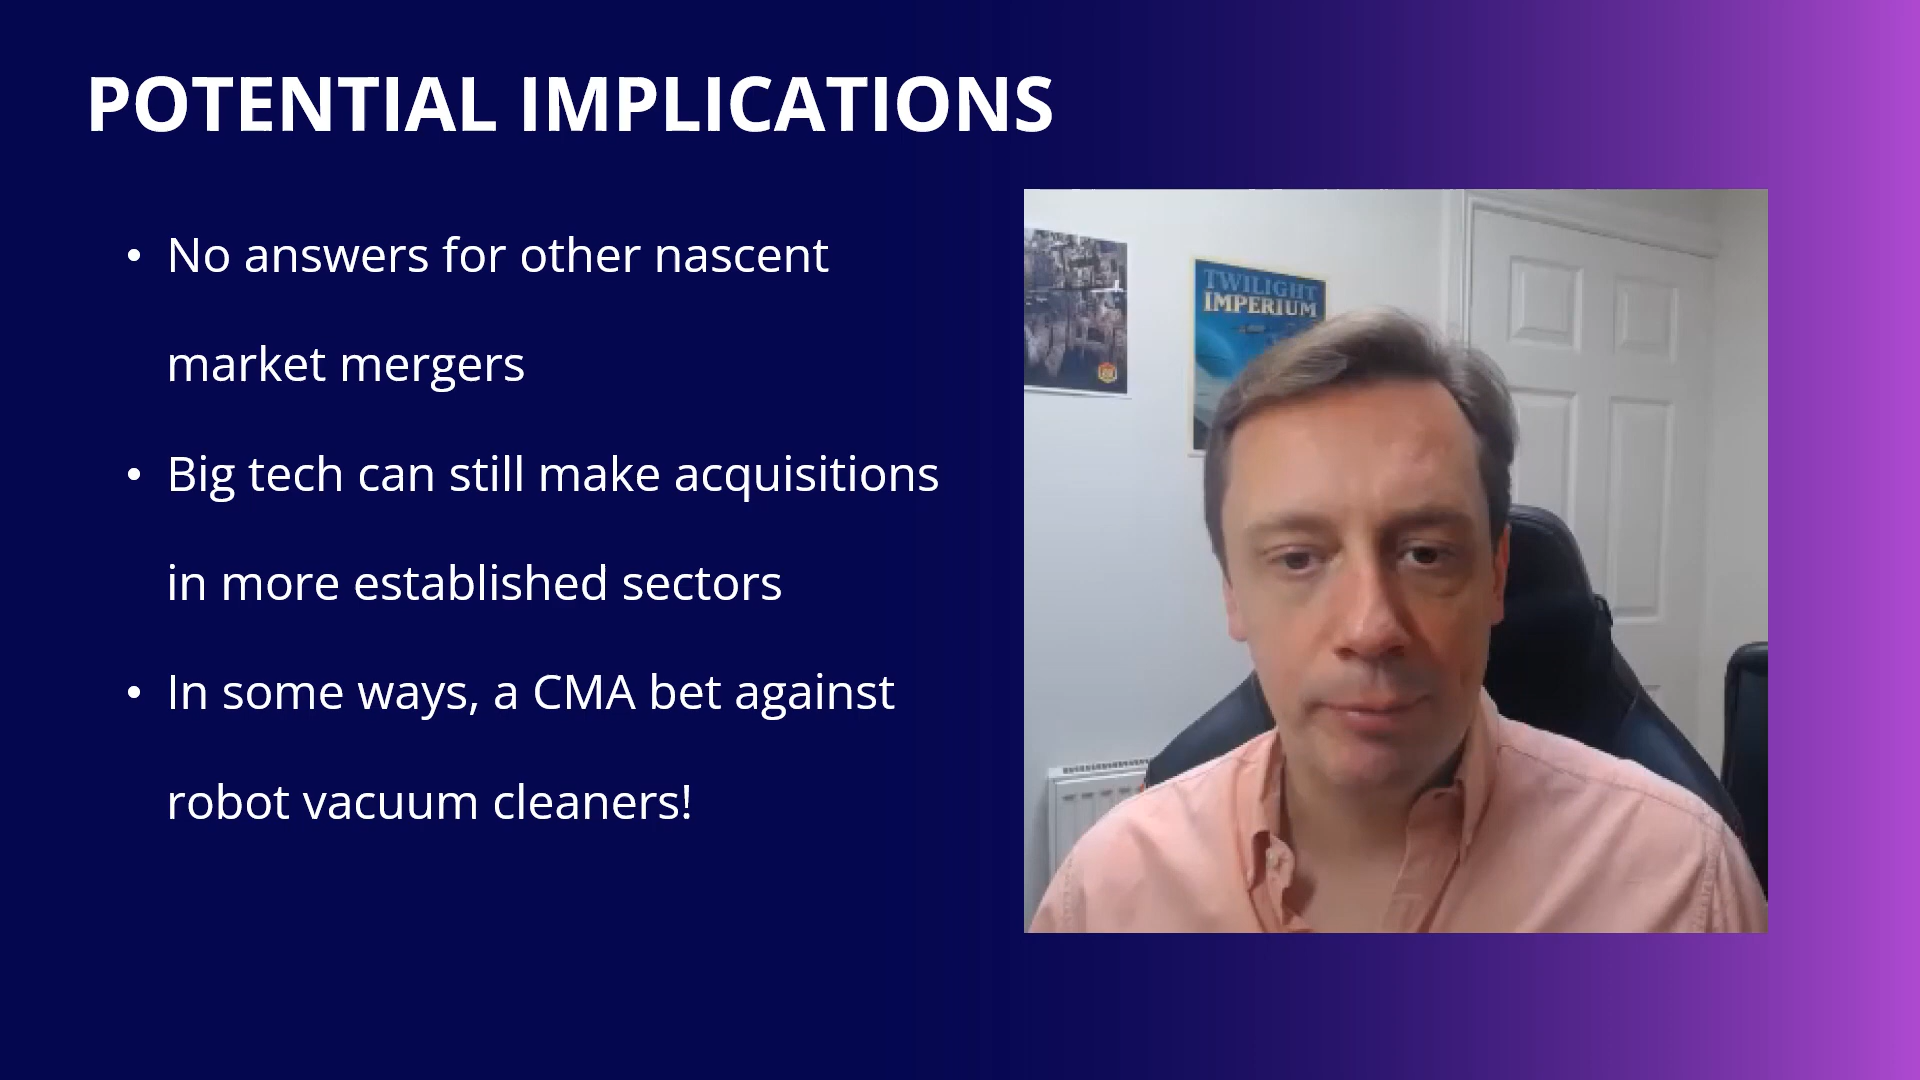 POTENTIAL IMPLICATIONS
• No answers for other nascent
market mergers
• Big tech can still make acquisitions
in more established sectors
• In some ways, a CMA bet against
robot vacuum cleaners!
TWILIGHT
IMPERIUM